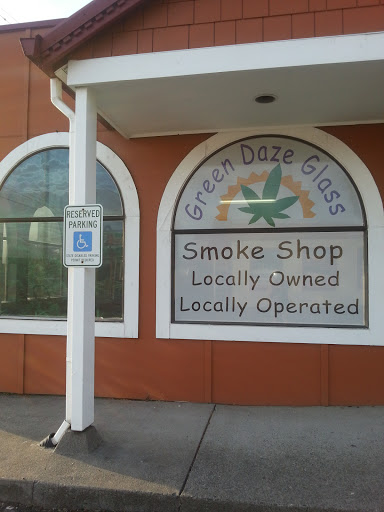 Green Daze Glass
Smoke Shop
Locally Owned
Locally Operated
RESERVED
PARKING